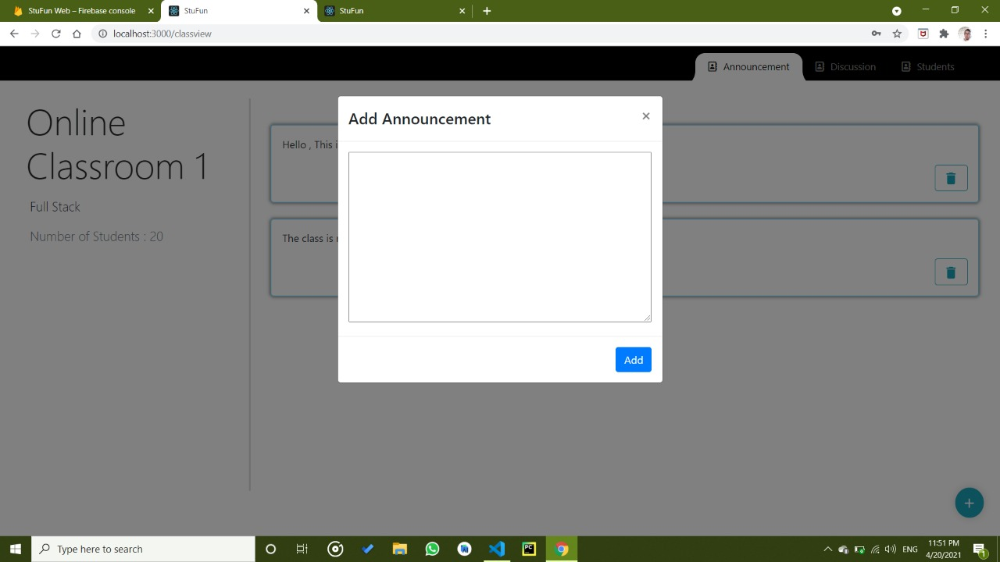 StuFun Web – Firebase console
StuFun
StuFun
localhost:3000/classview
Announcement
Discussion
Students
Online
Classroom 1
Full Stack
Number of Students : 20
Add Announcement
Hello , This i
The class is
Add
Type here to search
ENG
11:51 PM
4/20/2021
1